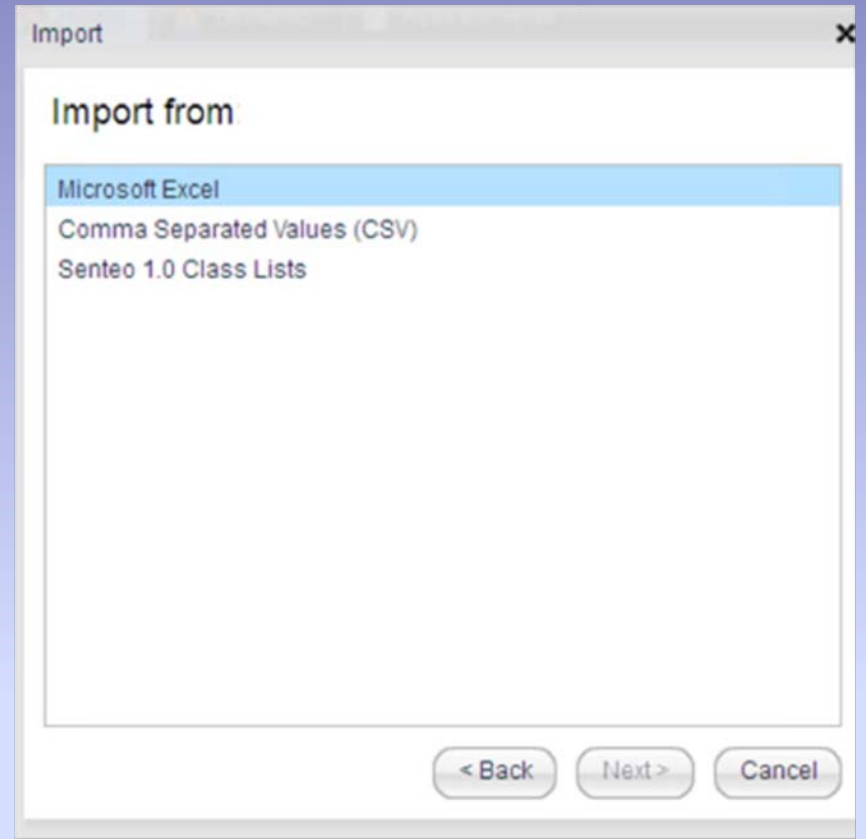 Import
Import from:
Microsoft Excel
Comma Separated Values (CSV)
Senteo 1.0 Class Lists
< Back Next > Cancel